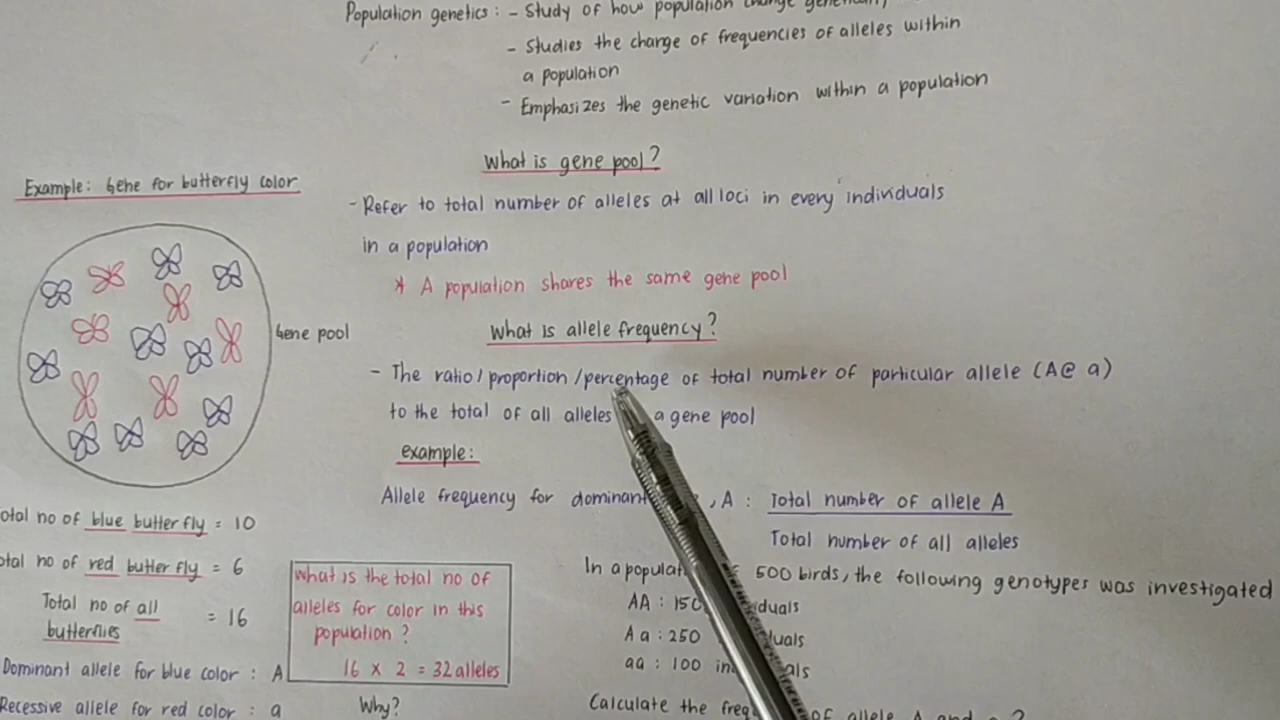 Population genetics : - Study of how population change genetically
- Studies the change of frequencies of alleles within
a population
- Emphasizes the genetic variation within a population
What is gene pool?
Example: Gene for butterfly color
- Refer to total number of alleles at all loci in every individuals
in a population
* A population shares the same gene pool
Gene pool
What is allele frequency?
- The ratio / proportion / percentage of total number of particular allele (A @ a)
to the total of all alleles a gene pool
example:
Allele frequency for dominant , A : Total number of allele A
Total number of all alleles
otal no of blue butterfly = 10
otal no of red butterfly = 6
Total no of all = 16
butterflies
Dominant allele for blue color : A
Recessive allele for red color : a
What is the total no of
alleles for color in this
population ?
16 x 2 = 32 alleles
Why?
In a 500 birds, the following genotypes was investigated
AA : 150
Aa : 250
aa : 100
Calculate the of allele A and